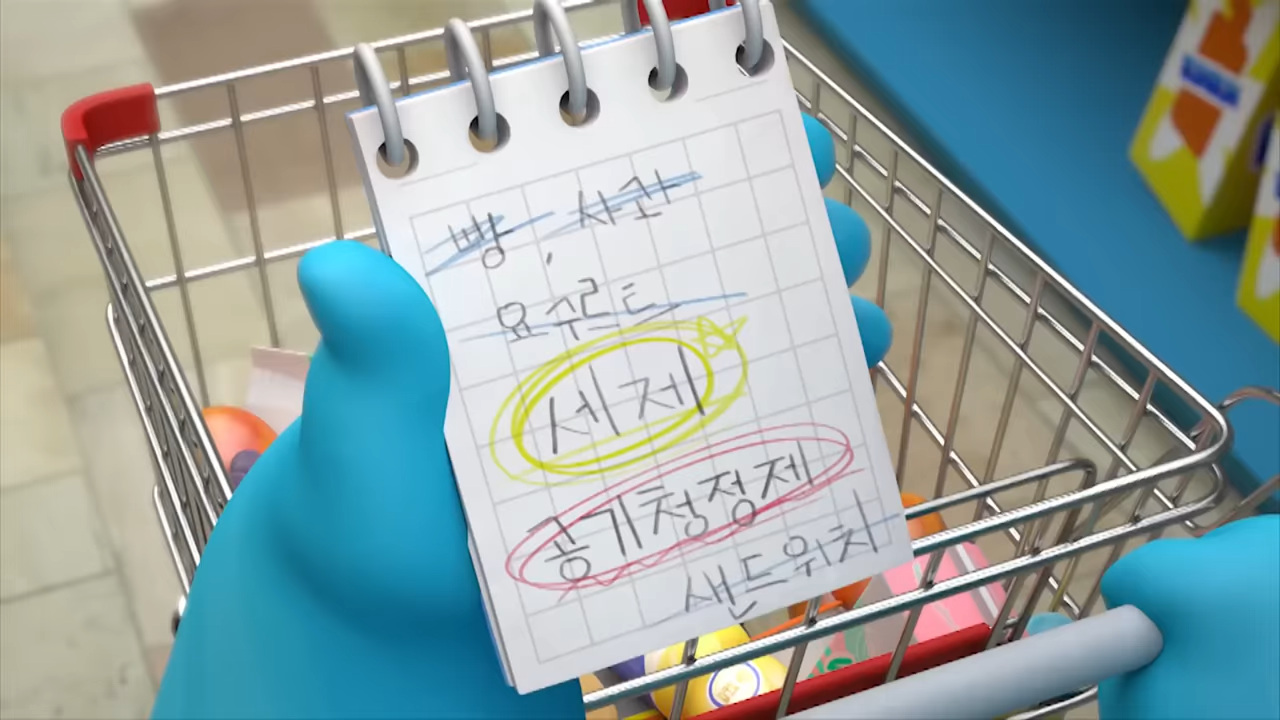 빵, 사과
요구르트
세제
공기청정제
샌드위치